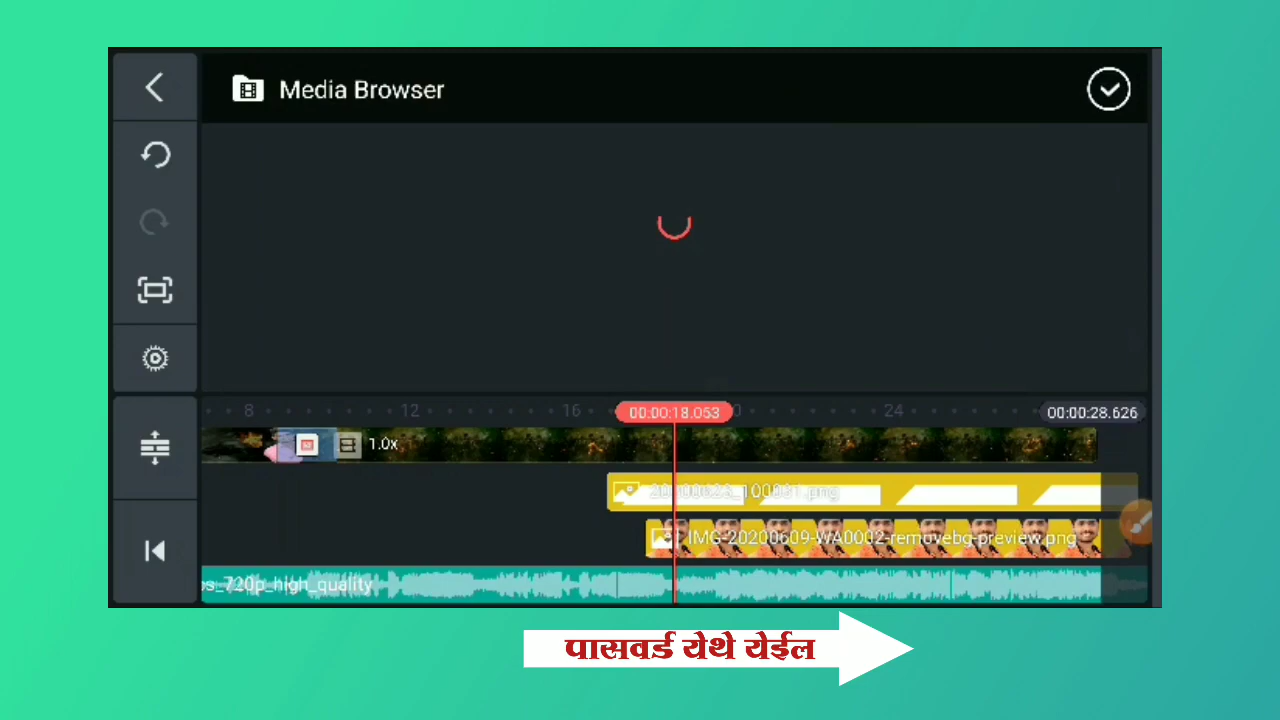 Media Browser
8 12 16 24
00:00:18.053
00:00:28.626
1.0x
IMG-20200609-WA0002-removebg-preview.png
_720p_high_quality
पासवर्ड येथे येईल